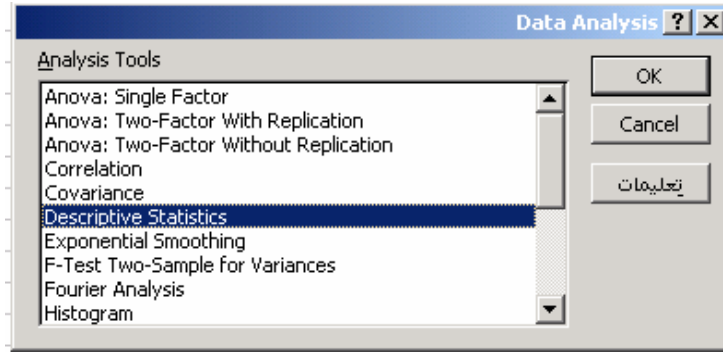 Data Analysis
Analysis Tools
Anova: Single Factor
Anova: Two-Factor With Replication
Anova: Two-Factor Without Replication
Correlation
Covariance
Descriptive Statistics
Exponential Smoothing
F-Test Two-Sample for Variances
Fourier Analysis
Histogram
OK
Cancel
تعليمات